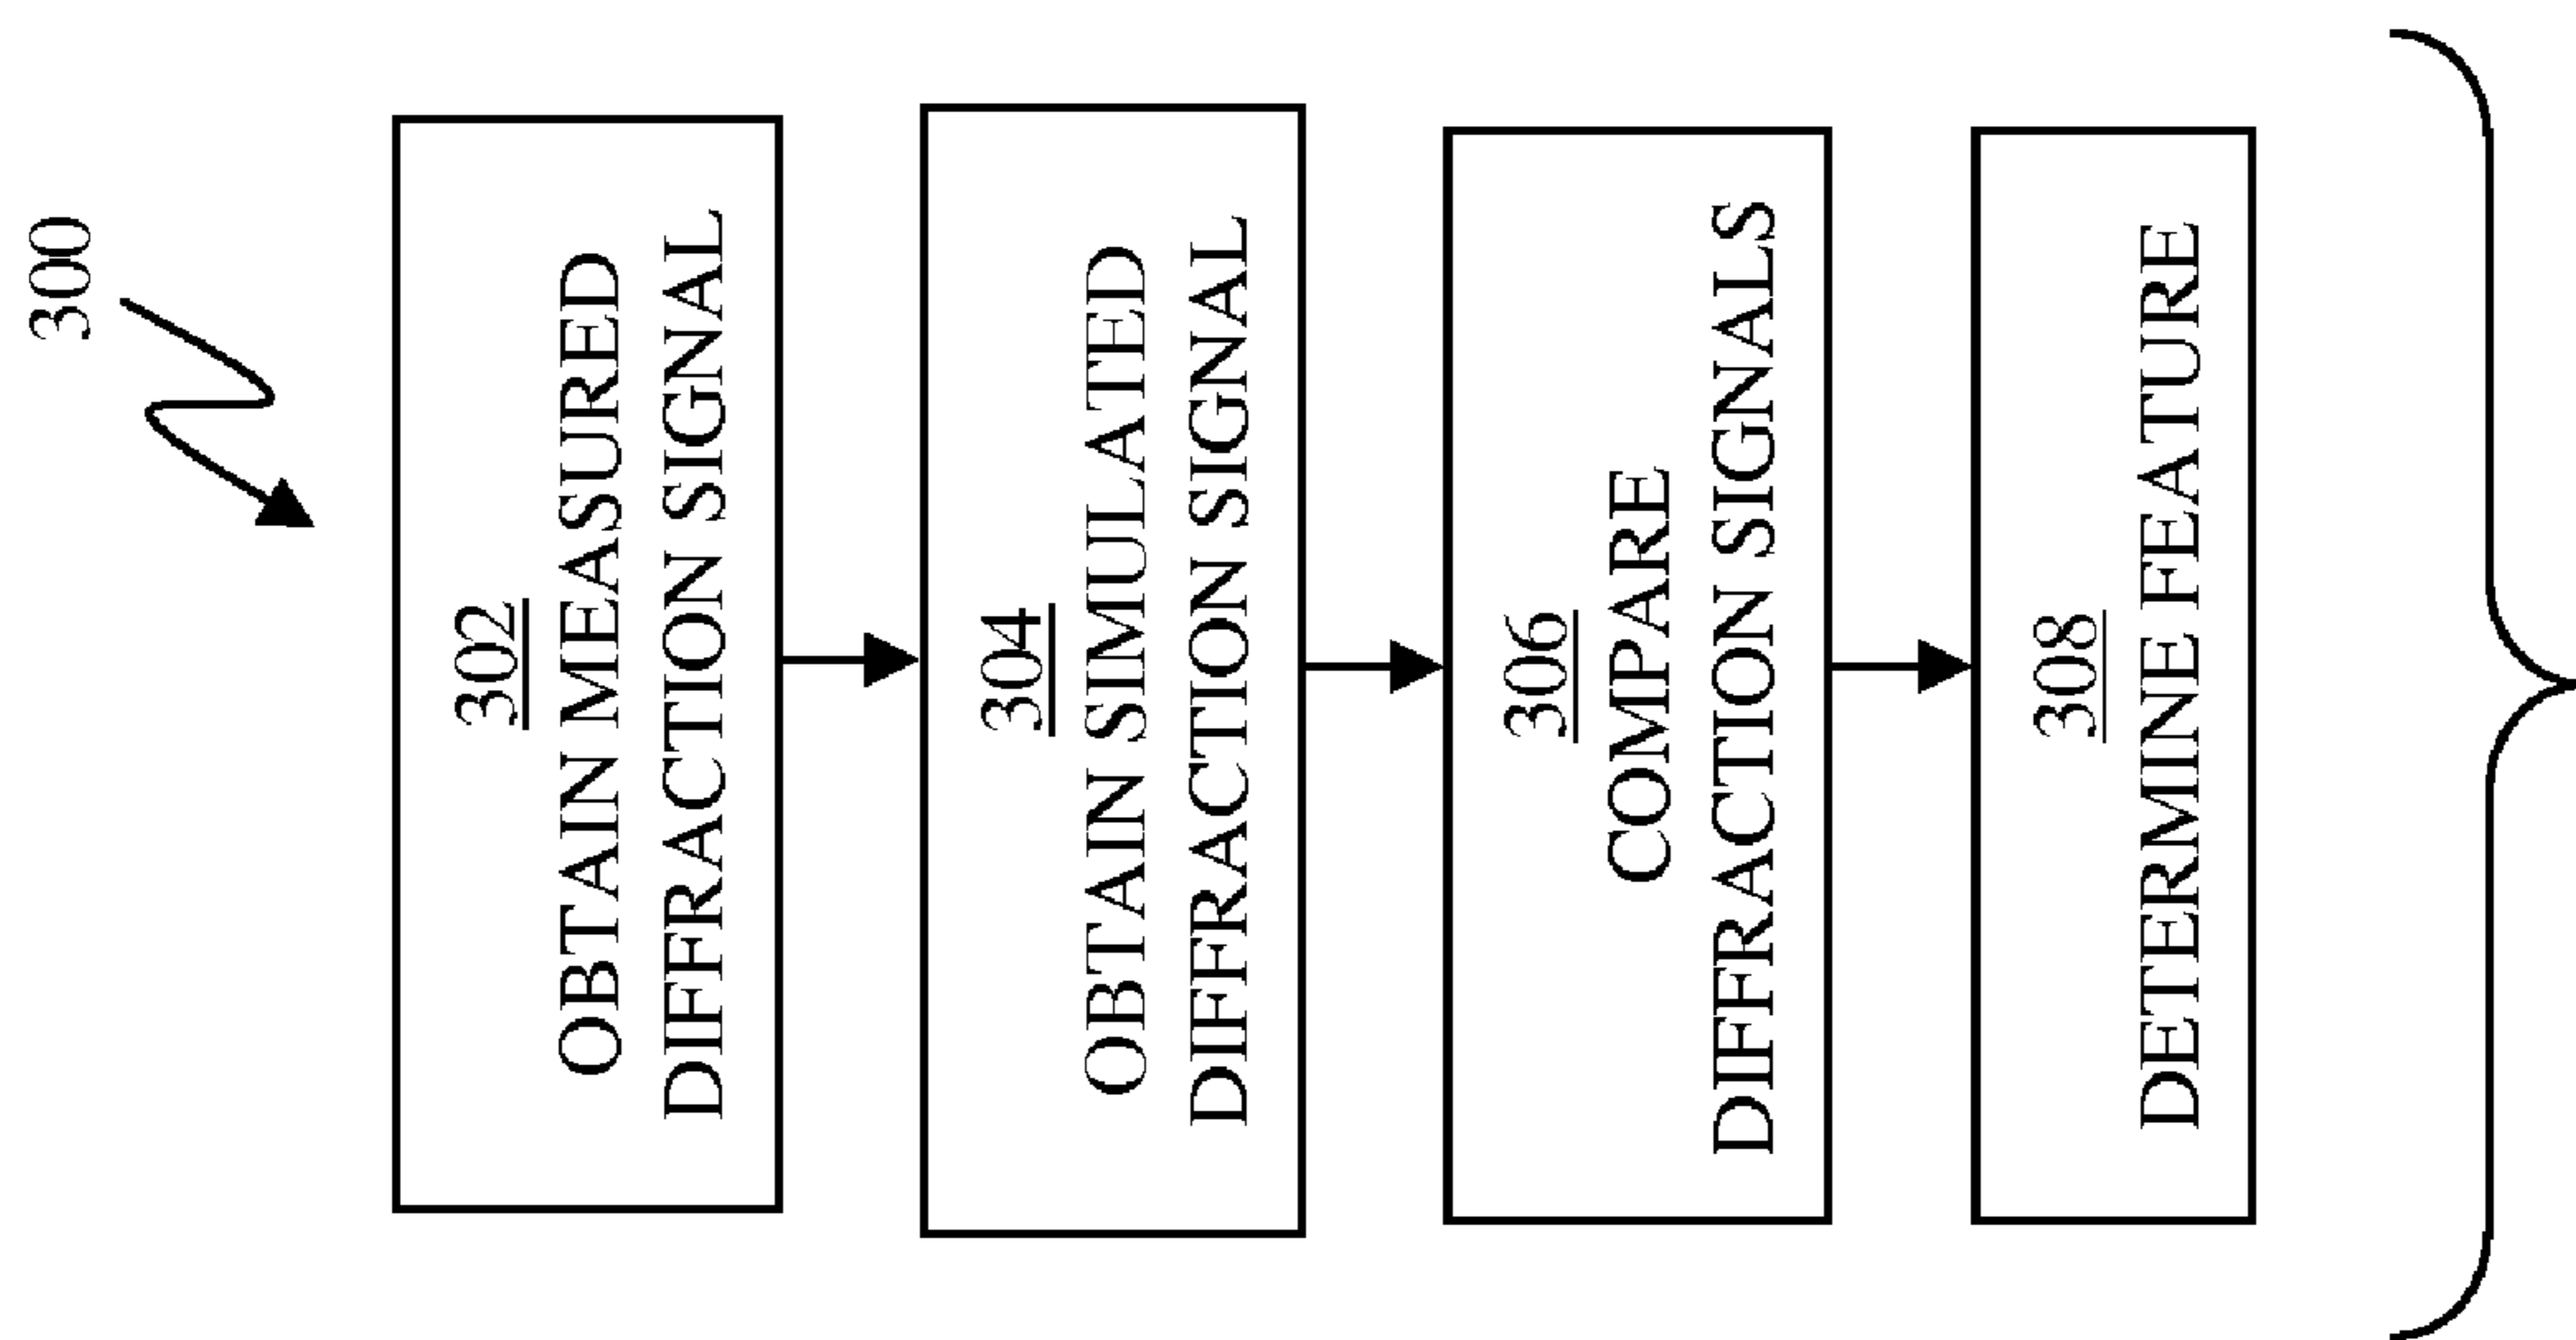 300
302
OBTAIN MEASURED
DIFFRACTION SIGNAL
304
OBTAIN SIMULATED
DIFFRACTION SIGNAL
306
COMPARE
DIFFRACTION SIGNALS
308
DETERMINE FEATURE